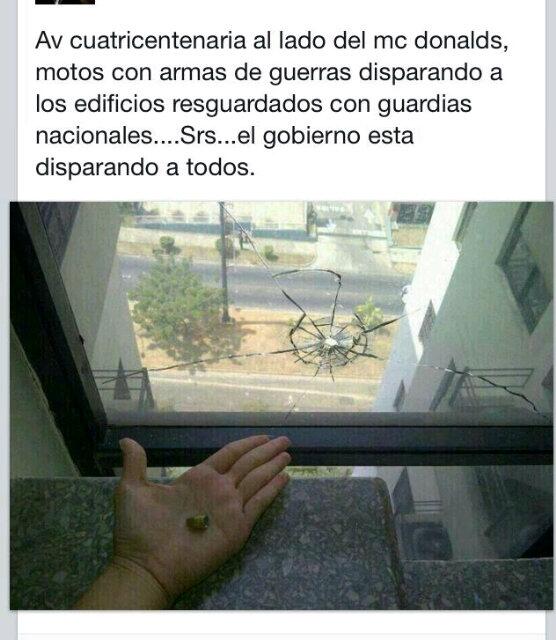 Av cuatricentenaria al lado del mc donalds,
motos con armas de guerras disparando a
los edificios resguardados con guardias
nacionales....Srs...el gobierno esta
disparando a todos.